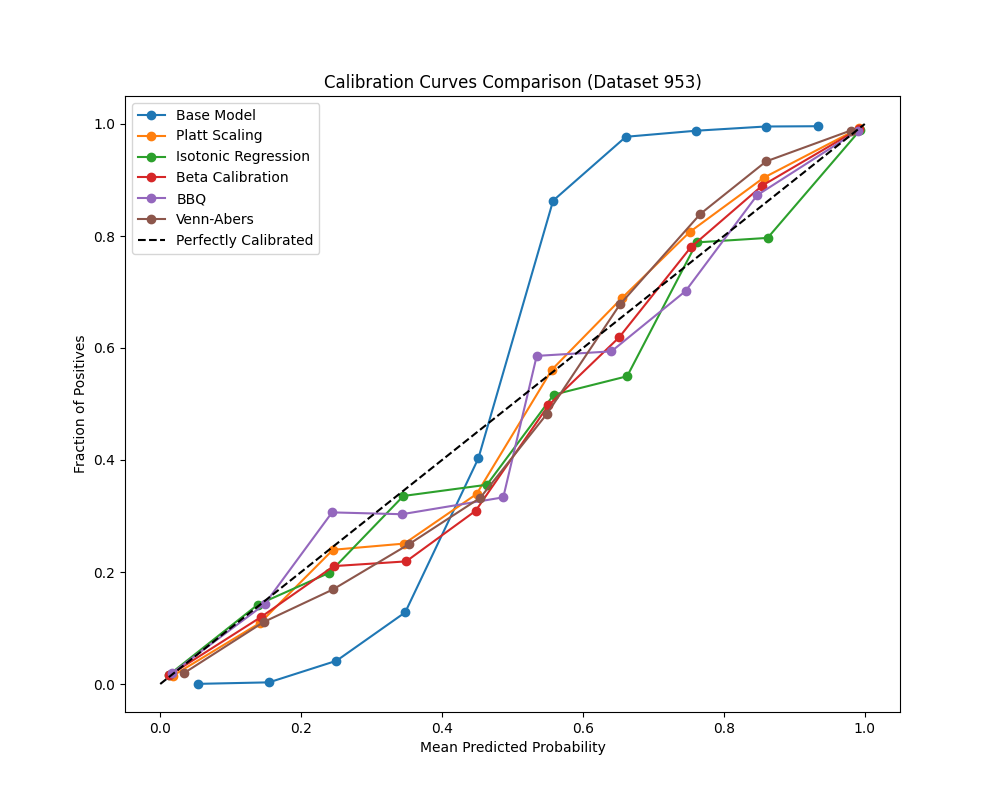 Calibration Curves Comparison (Dataset 953)
Base Model
Platt Scaling
Isotonic Regression
Beta Calibration
BBQ
Venn-Abers
Perfectly Calibrated
Fraction of Positives
1.0
0.8
0.6
0.4
0.2
0.0
0.0 0.2 0.4 0.6 0.8 1.0
Mean Predicted Probability